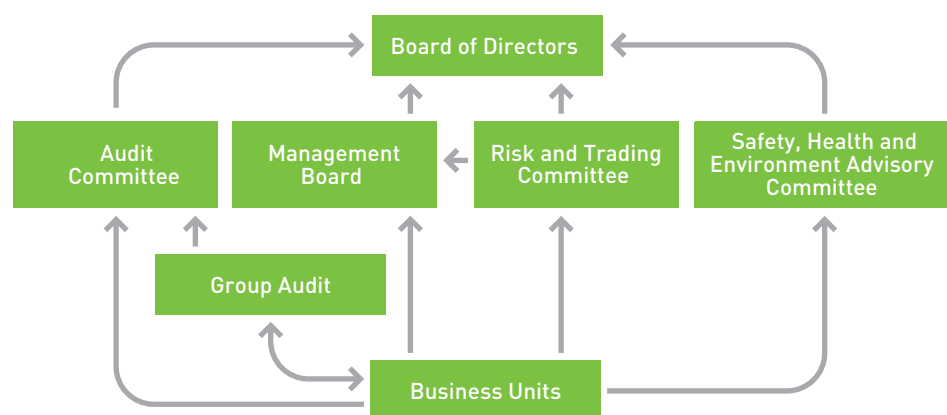 Board of Directors
Audit
Committee
Management
Board
Risk and Trading
Committee
Safety, Health and
Environment Advisory
Committee
Group Audit
Business Units